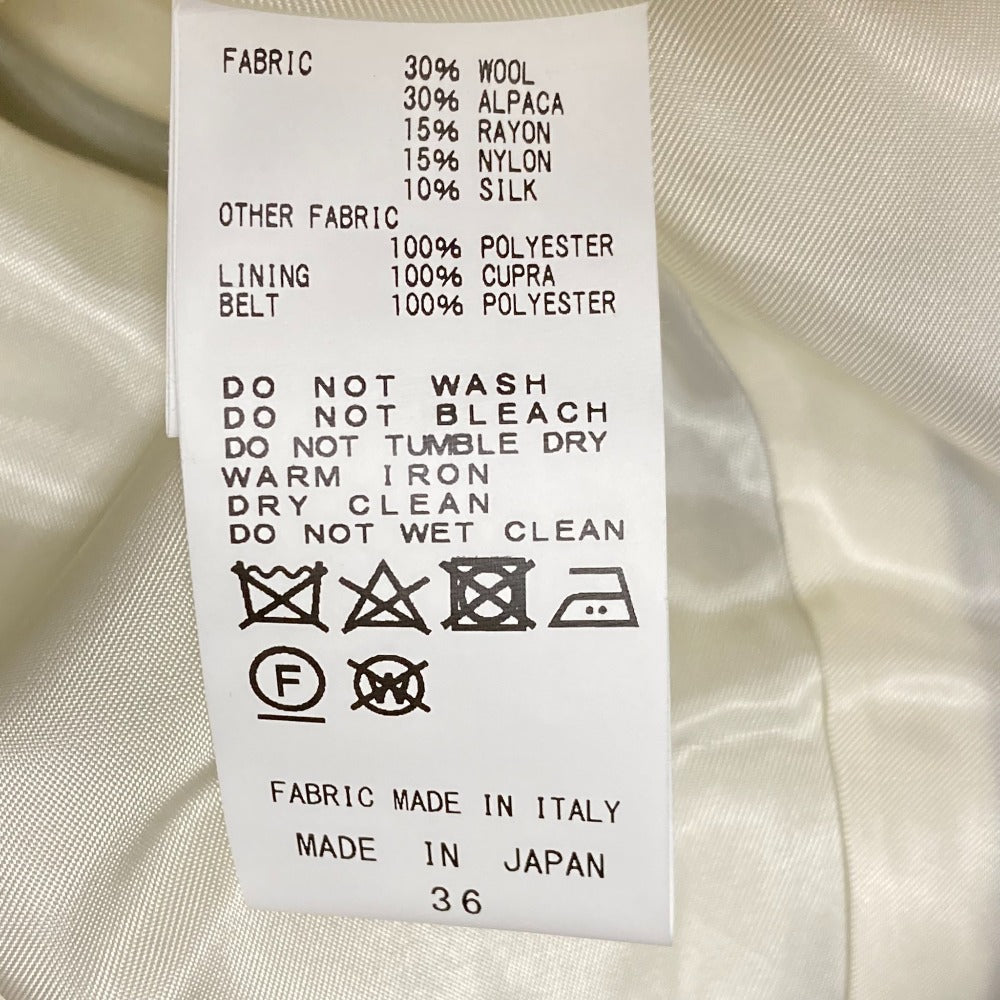 FABRIC 30% WOOL
30% ALPACA
15% RAYON
15% NYLON
10% SILK
OTHER FABRIC
100% POLYESTER
LINING 100% CUPRA
BELT 100% POLYESTER
DO NOT WASH
DO NOT BLEACH
DO NOT TUMBLE DRY
WARM IRON
DRY CLEAN
DO NOT WET CLEAN
F W
FABRIC MADE IN ITALY
MADE IN JAPAN
36